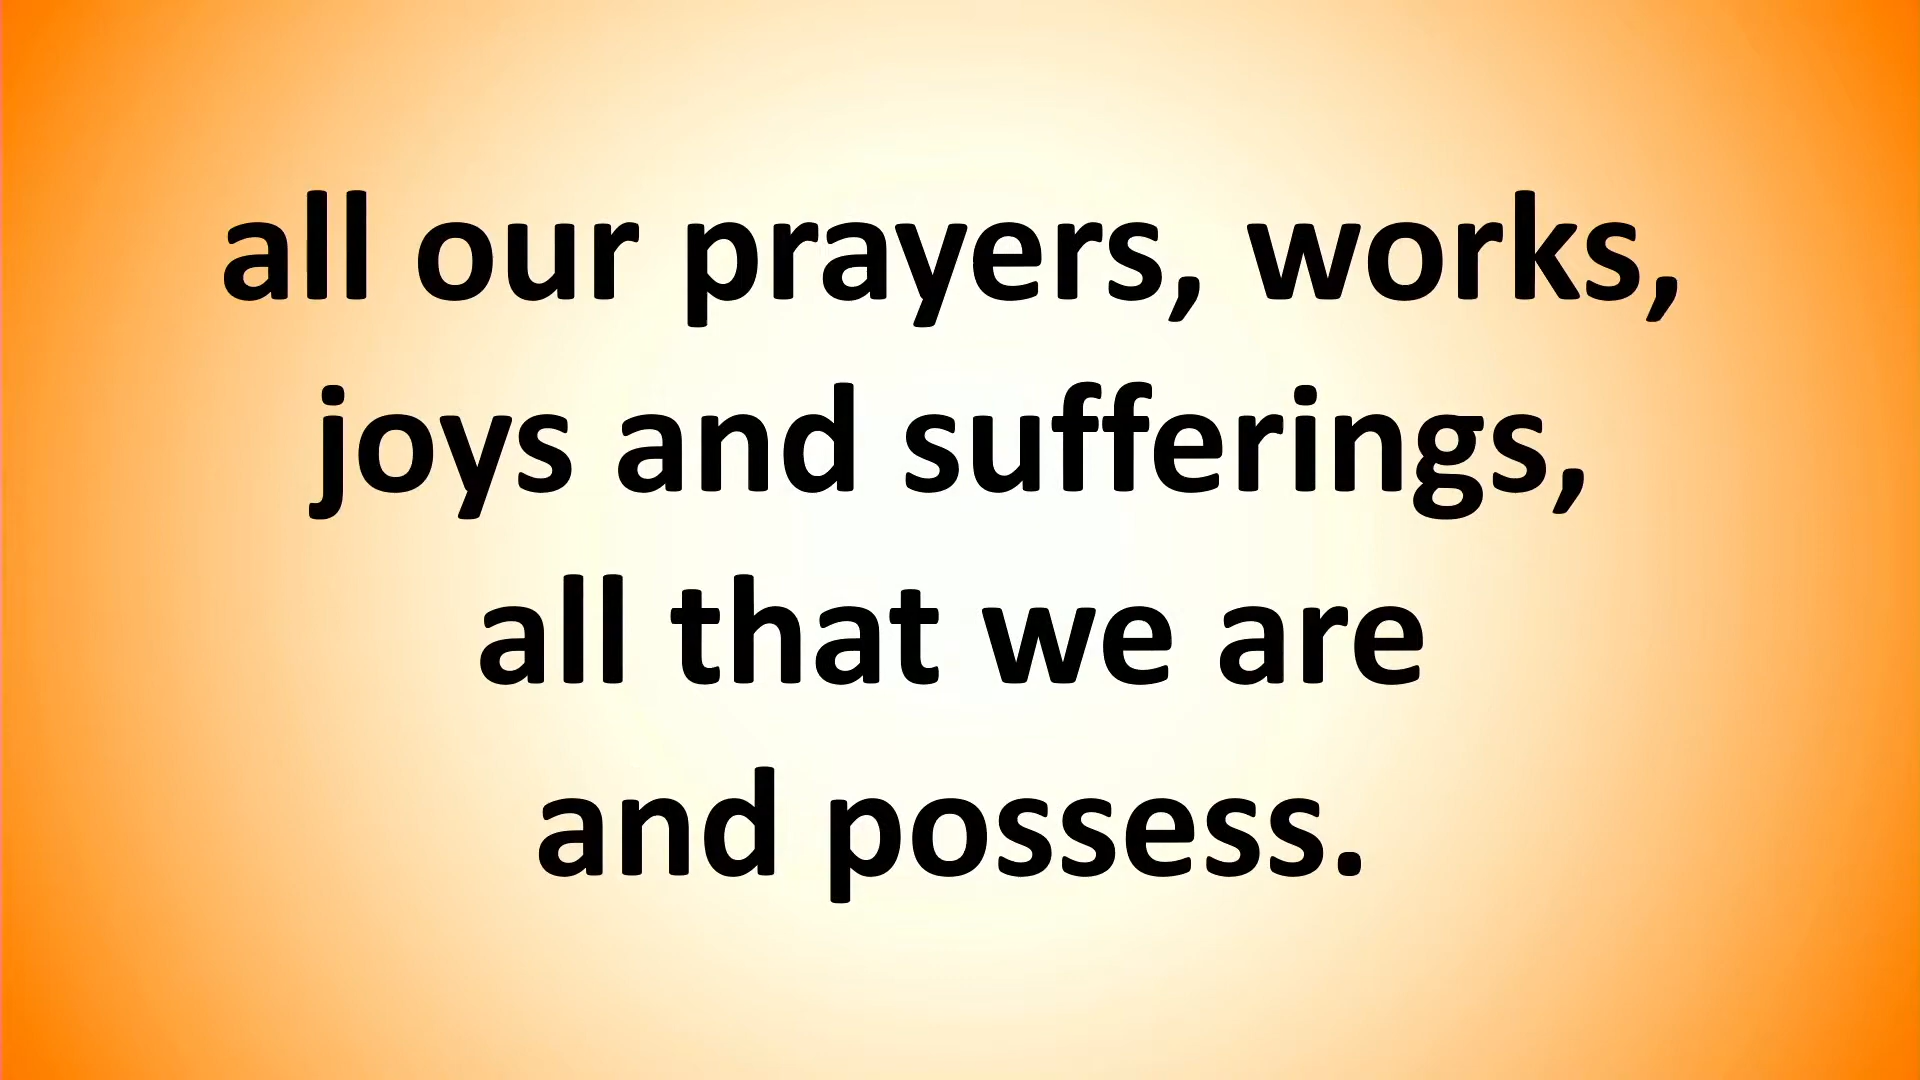 all our prayers, works,
joys and sufferings,
all that we are
and possess.